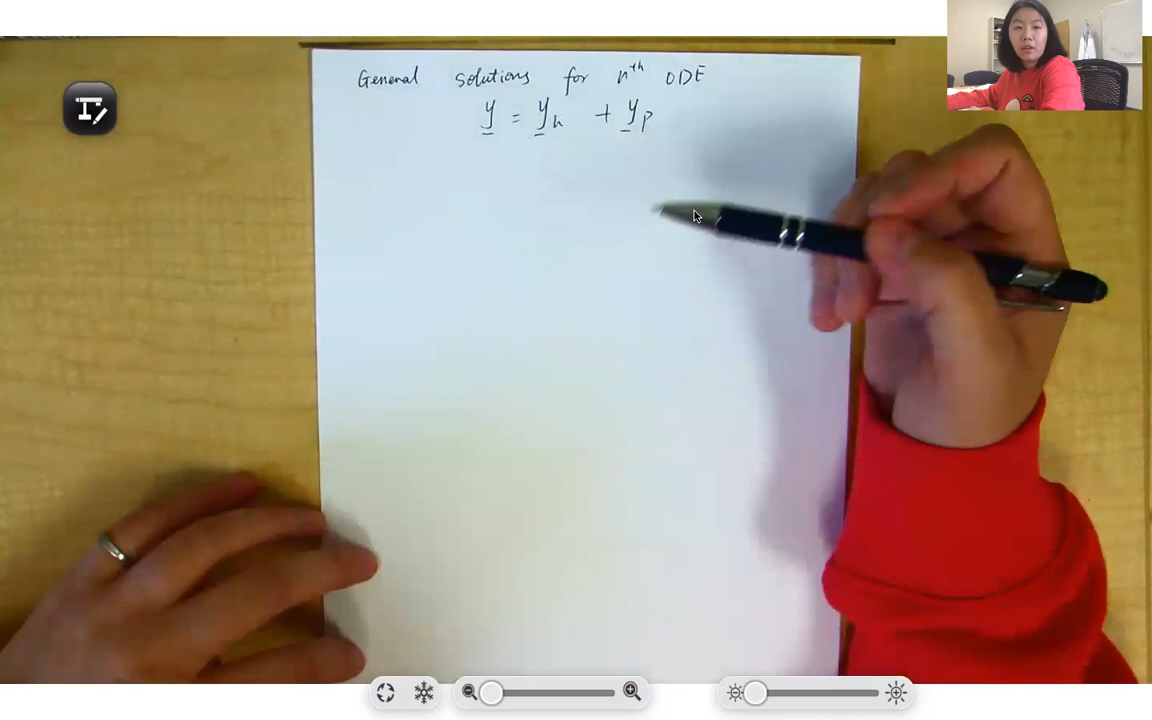 General solutions for nth ODE
y = yh + yp